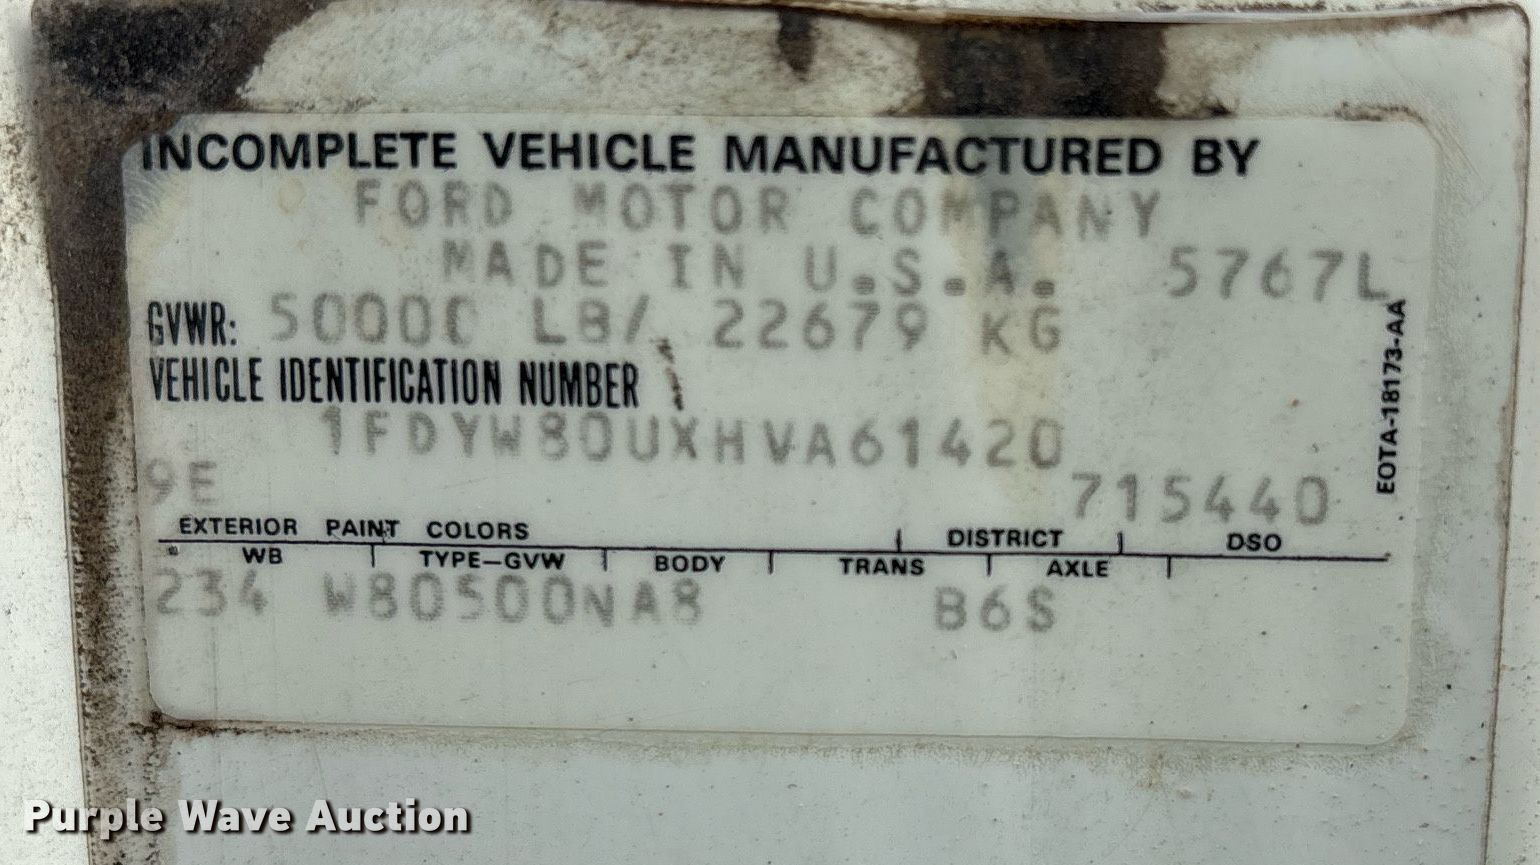 INCOMPLETE VEHICLE MANUFACTURED BY
FORD MOTOR COMPANY
MADE IN U.S.A. 5767L
GVWR: 50000 LB/ 22679 KG
VEHICLE IDENTIFICATION NUMBER
1FDYW80UXHVA61420
9E 715440
EXTERIOR PAINT COLORS DISTRICT DSO
WB TYPE-GVW BODY TRANS AXLE
234 W80500NA8 B6S
EOTA-18173-AA
Purple Wave Auction